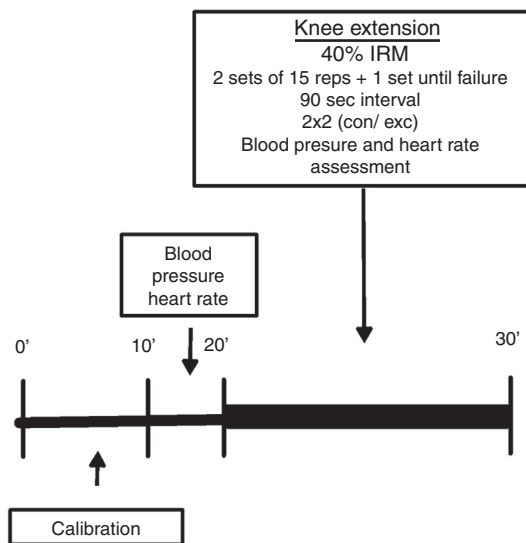 Knee extension
40% IRM
2 sets of 15 reps + 1 set until failure
90 sec interval
2x2 (con/ exc)
Blood presure and heart rate
assessment
Blood
pressure
heart rate
0'
10'
20'
30'
Calibration